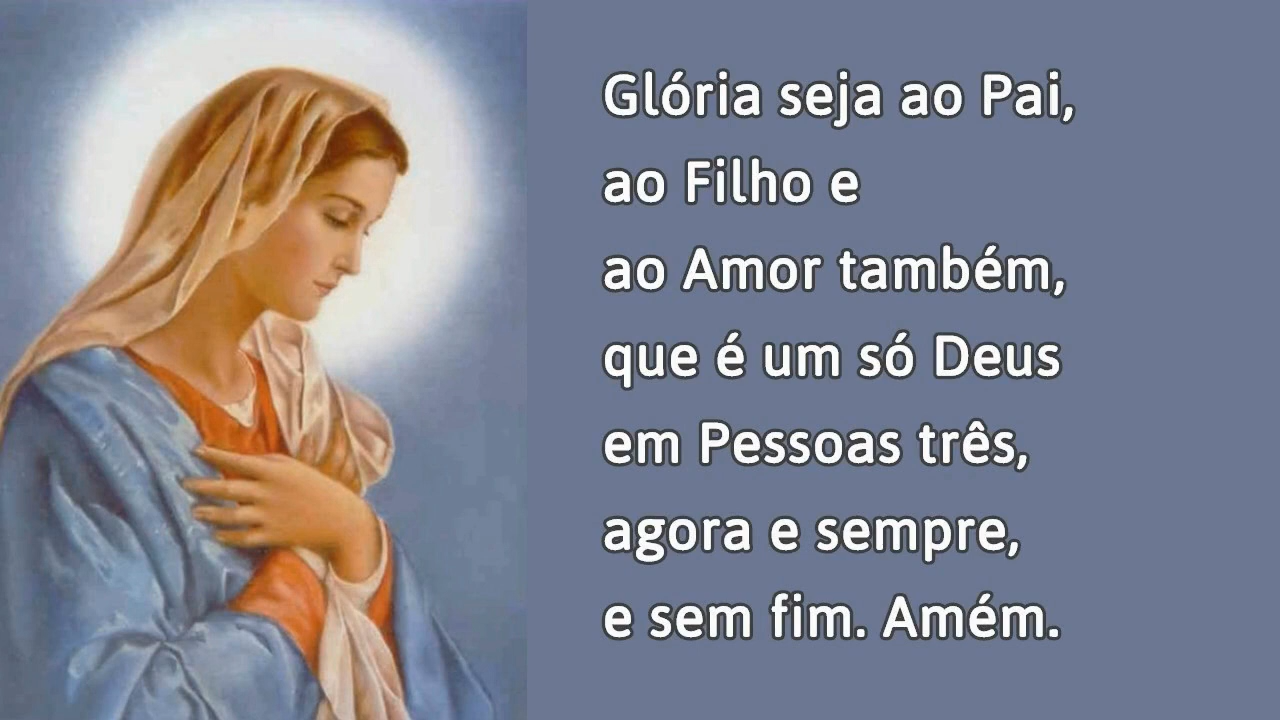 Glória seja ao Pai,
ao Filho e
ao Amor também,
que é um só Deus
em Pessoas três,
agora e sempre,
e sem fim. Amém.